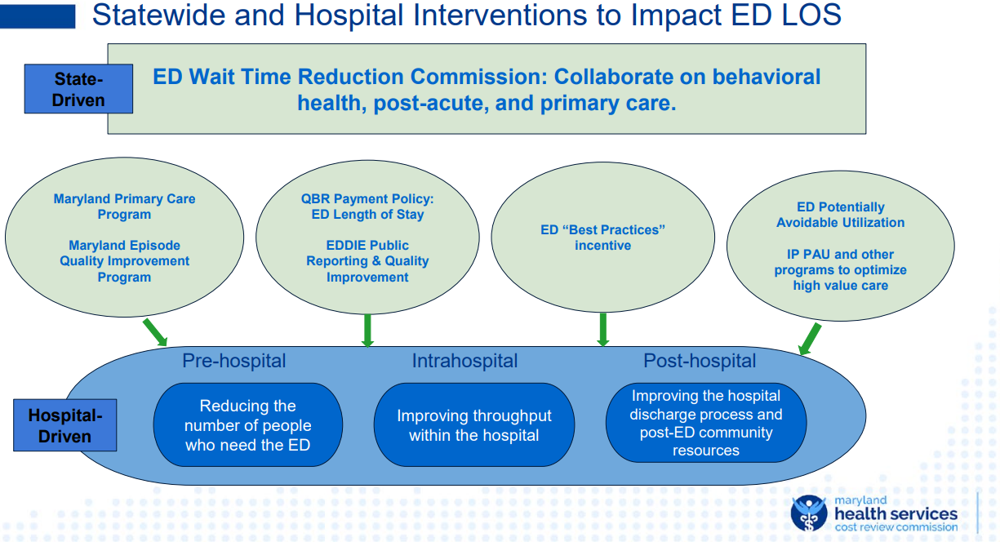 Statewide and Hospital Interventions to Impact ED LOS
State-
Driven
ED Wait Time Reduction Commission: Collaborate on behavioral
health, post-acute, and primary care.
Maryland Primary Care
Program
Maryland Episode
Quality Improvement
Program
QBR Payment Policy:
ED Length of Stay
EDDIE Public
Reporting & Quality
Improvement
ED “Best Practices”
incentive
ED Potentially
Avoidable Utilization
IP PAU and other
programs to optimize
high value care
Hospital-
Driven
Pre-hospital
Reducing the
number of people
who need the ED
Intrahospital
Improving throughput
within the hospital
Post-hospital
Improving the hospital
discharge process and
post-ED community
resources
maryland
health services
cost review commission